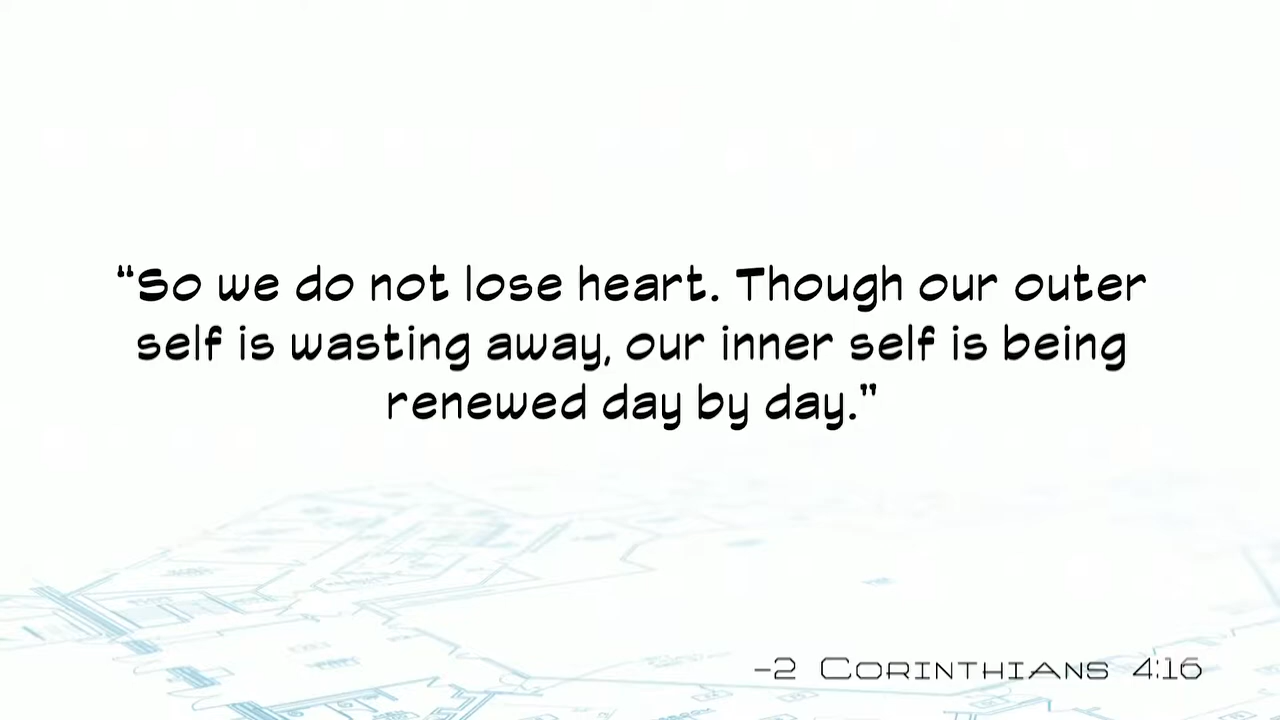 “So we do not lose heart. Though our outer
self is wasting away, our inner self is being
renewed day by day."
-2 Corinthians 4:16